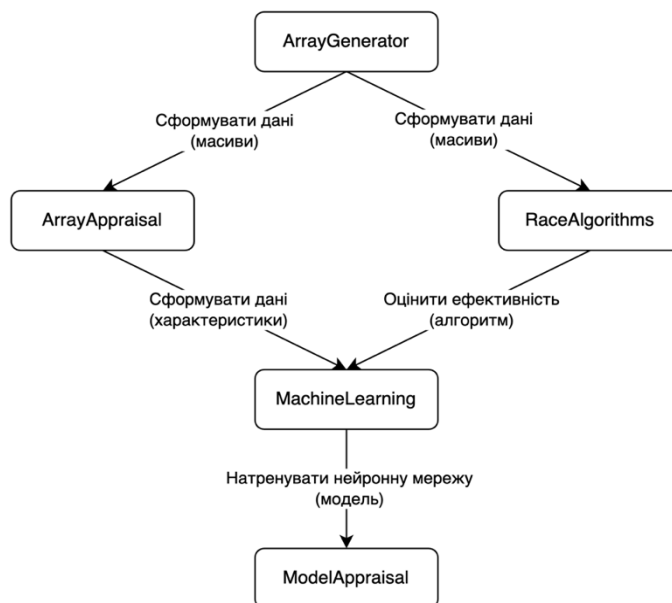 ArrayGenerator
Сформувати дані
(масиви)
Сформувати дані
(масиви)
ArrayAppraisal
RaceAlgorithms
Сформувати дані
(характеристики)
Оцінити ефективність
(алгоритм)
MachineLearning
Натренувати нейронну мережу
(модель)
ModelAppraisal